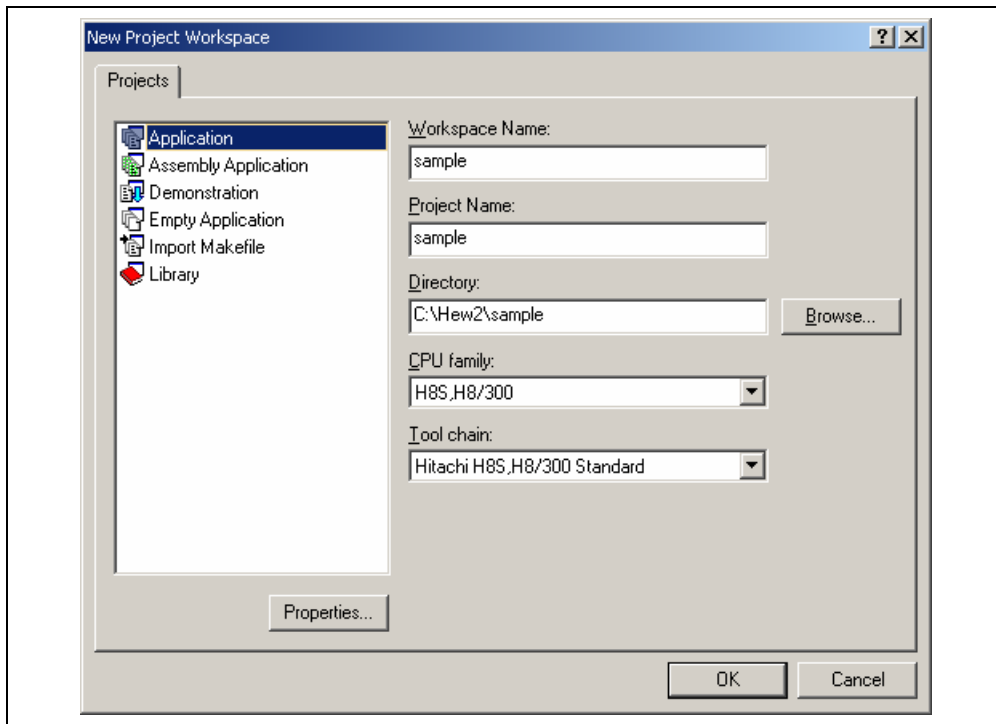 New Project Workspace
Projects
Application
Assembly Application
Demonstration
Empty Application
Import Makefile
Library
Properties...
Workspace Name:
sample
Project Name:
sample
Directory:
C:\Hew2\sample
Browse...
CPU family:
H8S,H8/300
Tool chain:
Hitachi H8S,H8/300 Standard
OK
Cancel